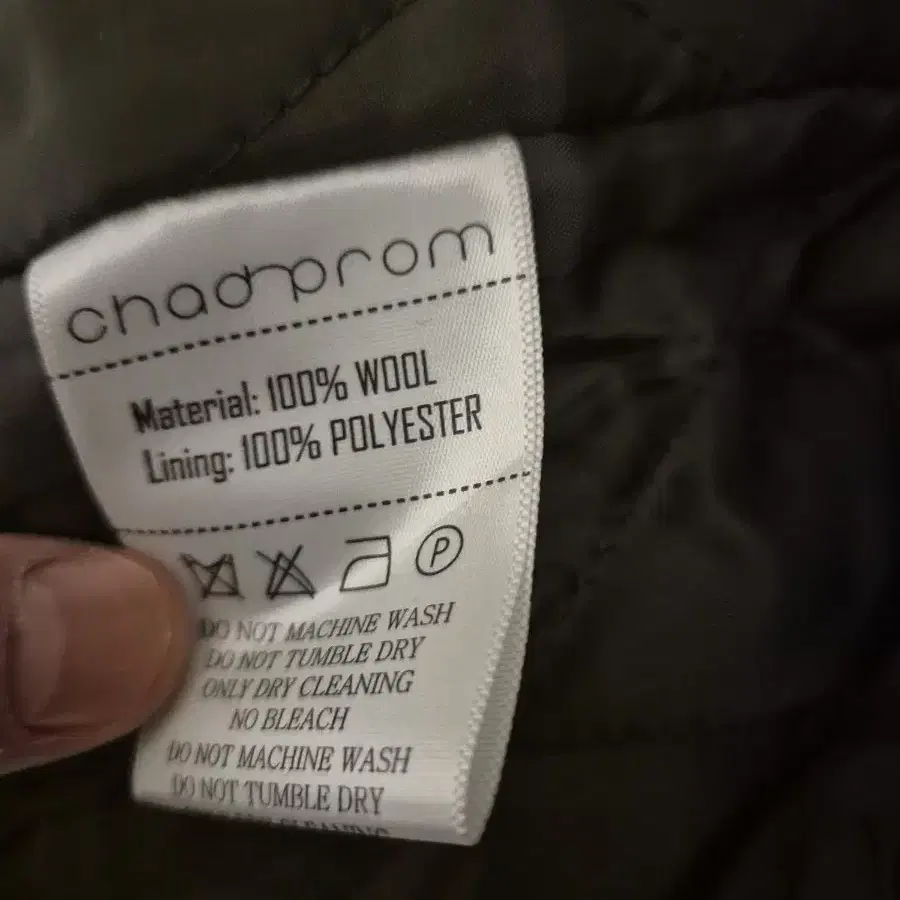 chadprom
Material: 100% WOOL
Lining: 100% POLYESTER
P
DO NOT MACHINE WASH
DO NOT TUMBLE DRY
ONLY DRY CLEANING
NO BLEACH
DO NOT MACHINE WASH
DO NOT TUMBLE DRY